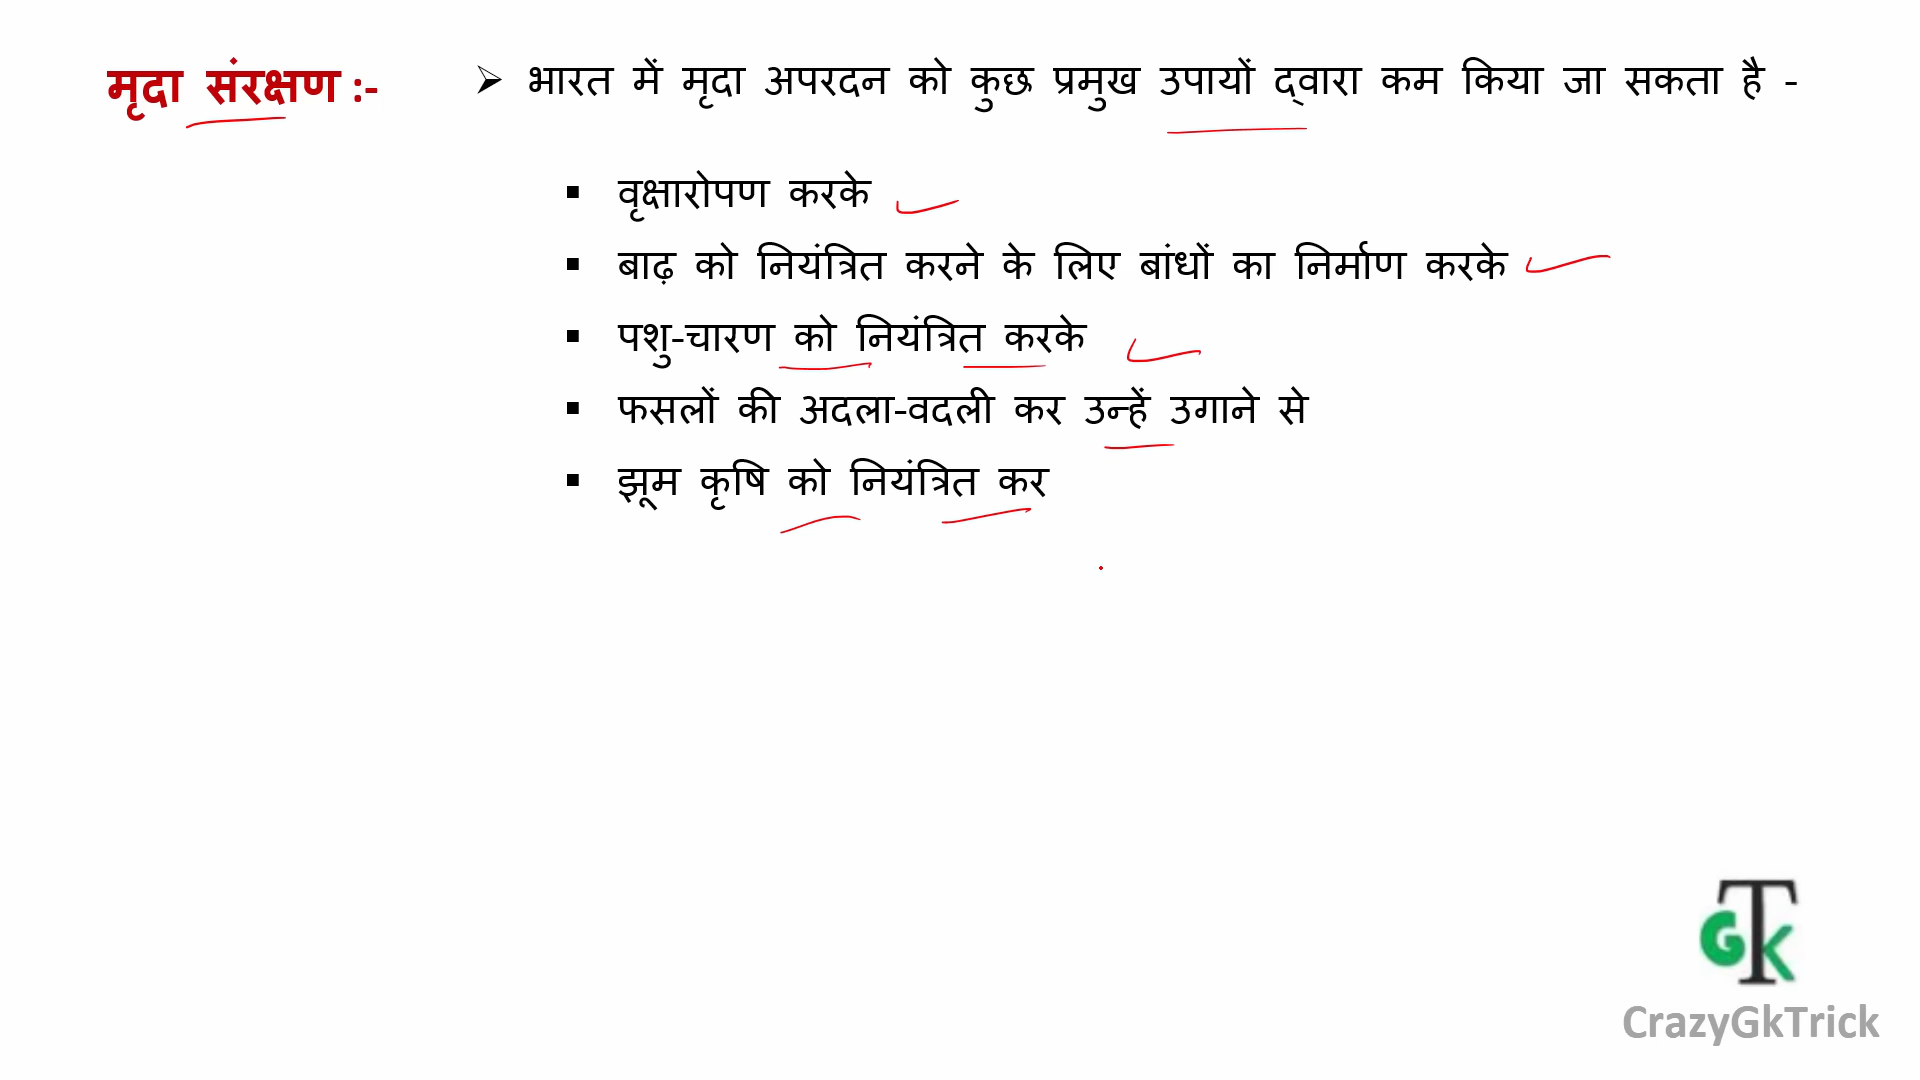 मृदा संरक्षण :- ➢ भारत में मृदा अपरदन को कुछ प्रमुख उपायों द्वारा कम किया जा सकता है -
▪ वृक्षारोपण करके
▪ बाढ़ को नियंत्रित करने के लिए बांधों का निर्माण करके
▪ पशु-चारण को नियंत्रित करके
▪ फसलों की अदला-वदली कर उन्हें उगाने से
▪ झूम कृषि को नियंत्रित कर
GTK
CrazyGkTrick